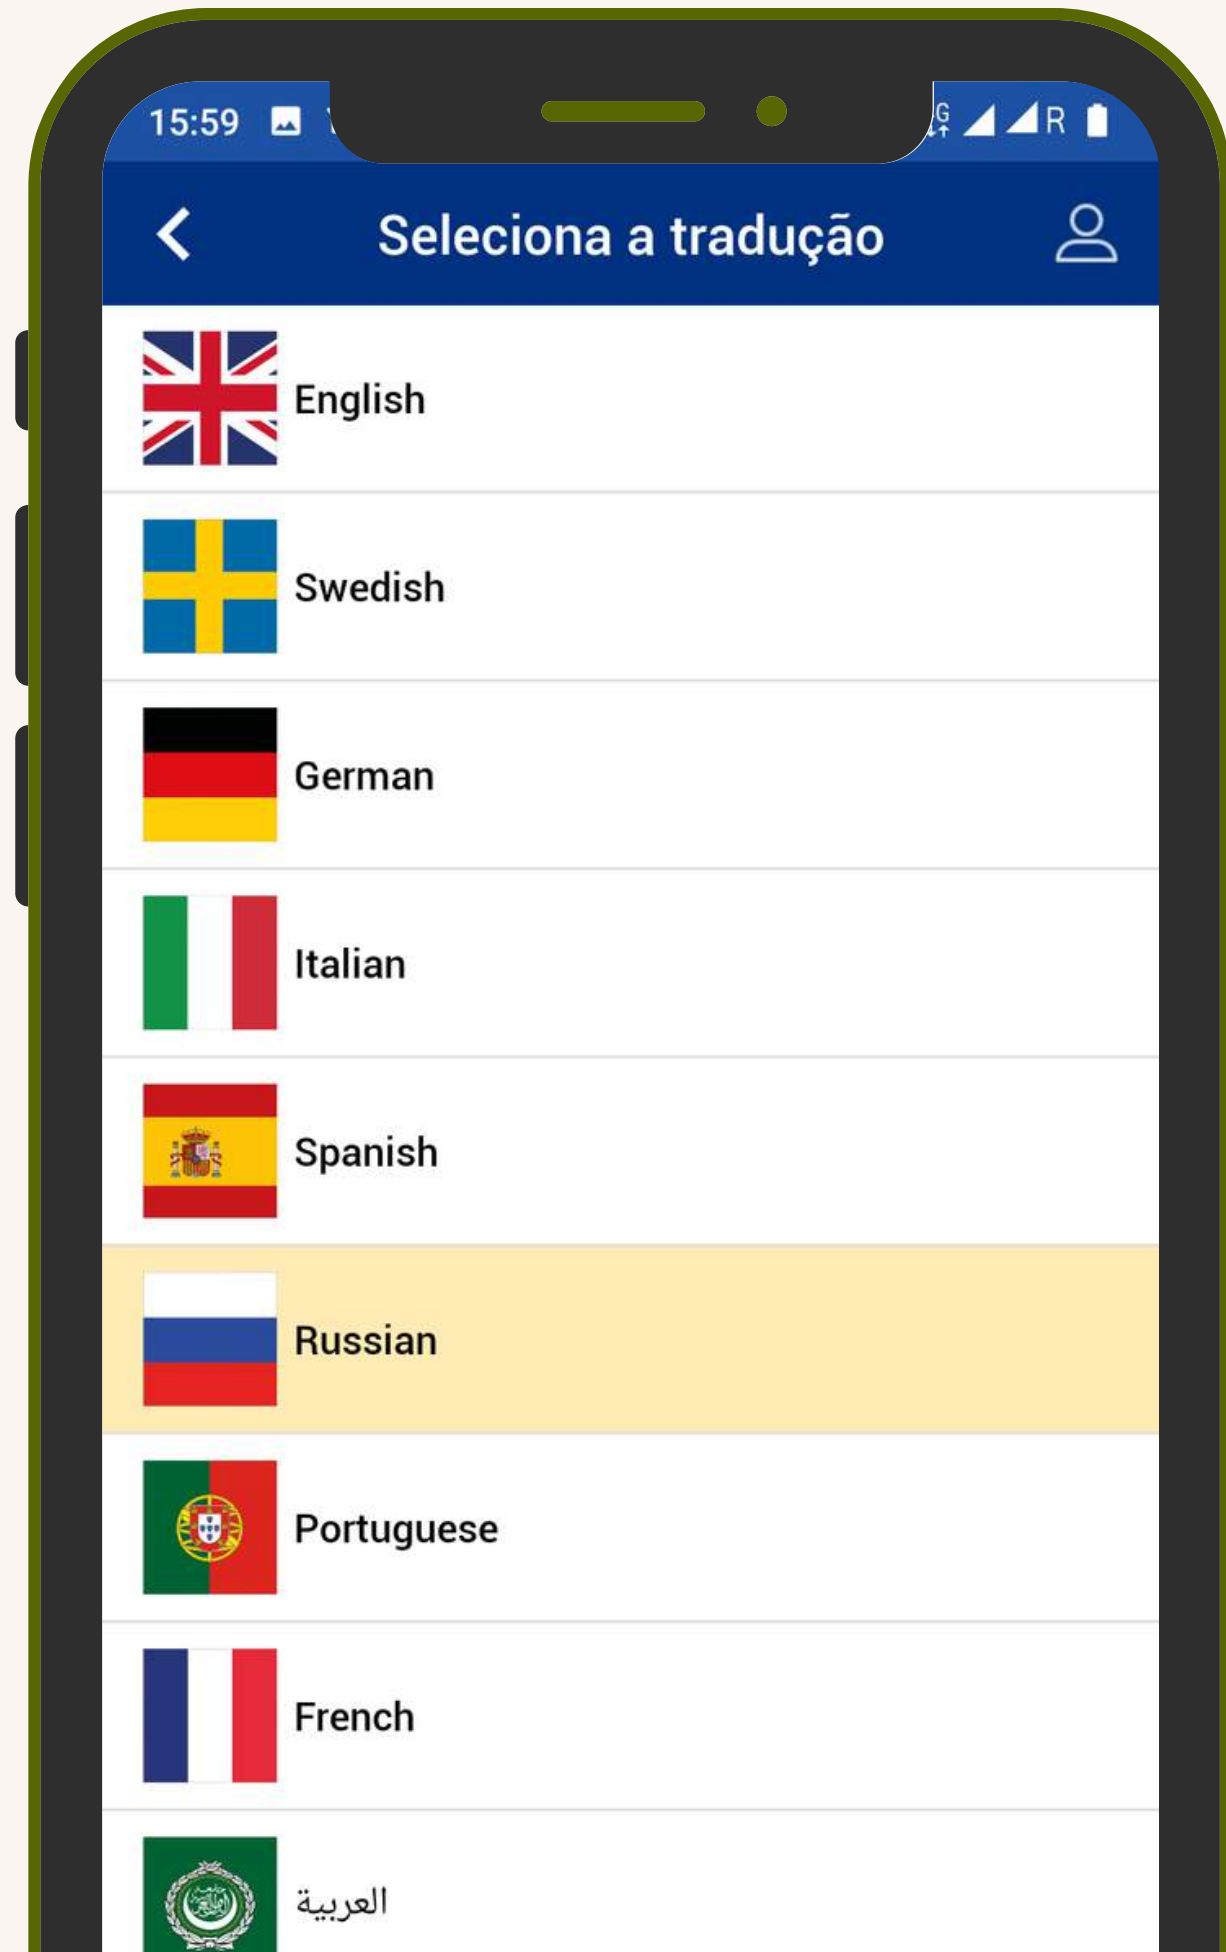 15:59
G
R
Seleciona a tradução
English
Swedish
German
Italian
Spanish
Russian
Portuguese
French
العربية